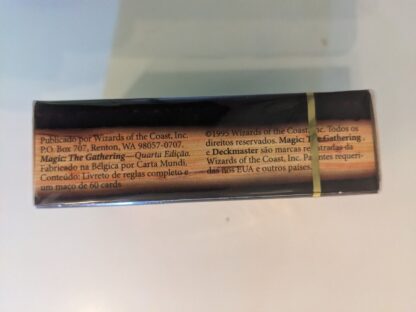 Publicado por Wizards of the Coast, Inc.
P.O. Box 707, Renton, WA 98057-0707.
Magic: The Gathering—Quarta Edição.
Fabricado na Bélgica por Carta Mundi.
Conteúdo: Livreto de reglas completo e
um maço de 60 cards
©1995 Wizards of the Coast, Inc. Todos os
direitos reservados. Magic: The Gathering
e Deckmaster são marcas registradas da
Wizards of the Coast, Inc. Patentes requeri-
das nos EUA e outros países.